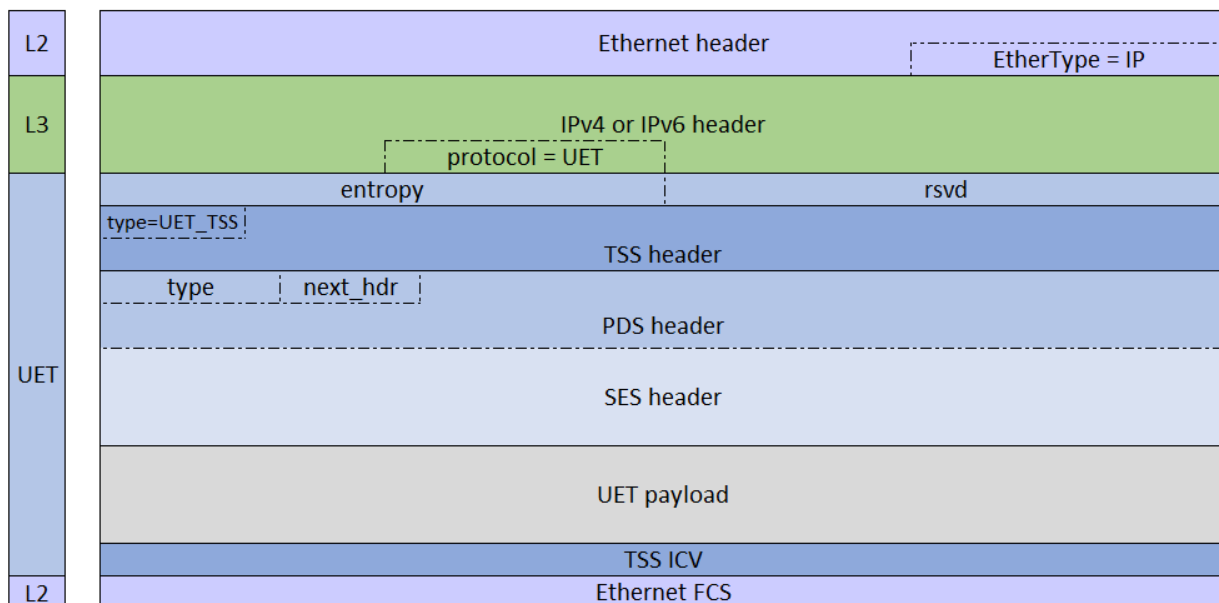 L2
Ethernet header
EtherType = IP
L3
IPv4 or IPv6 header
protocol = UET
entropy
rsvd
type=UET_TSS
TSS header
type
next_hdr
PDS header
UET
SES header
UET payload
TSS ICV
L2
Ethernet FCS